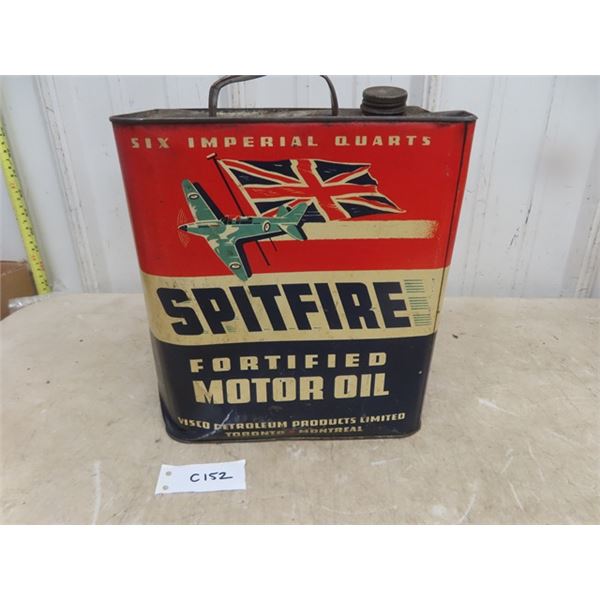 SIX IMPERIAL QUARTS
SPITFIRE
FORTIFIED
MOTOR OIL
VISCO PETROLEUM PRODUCTS LIMITED
TORONTO • MONTREAL
C152